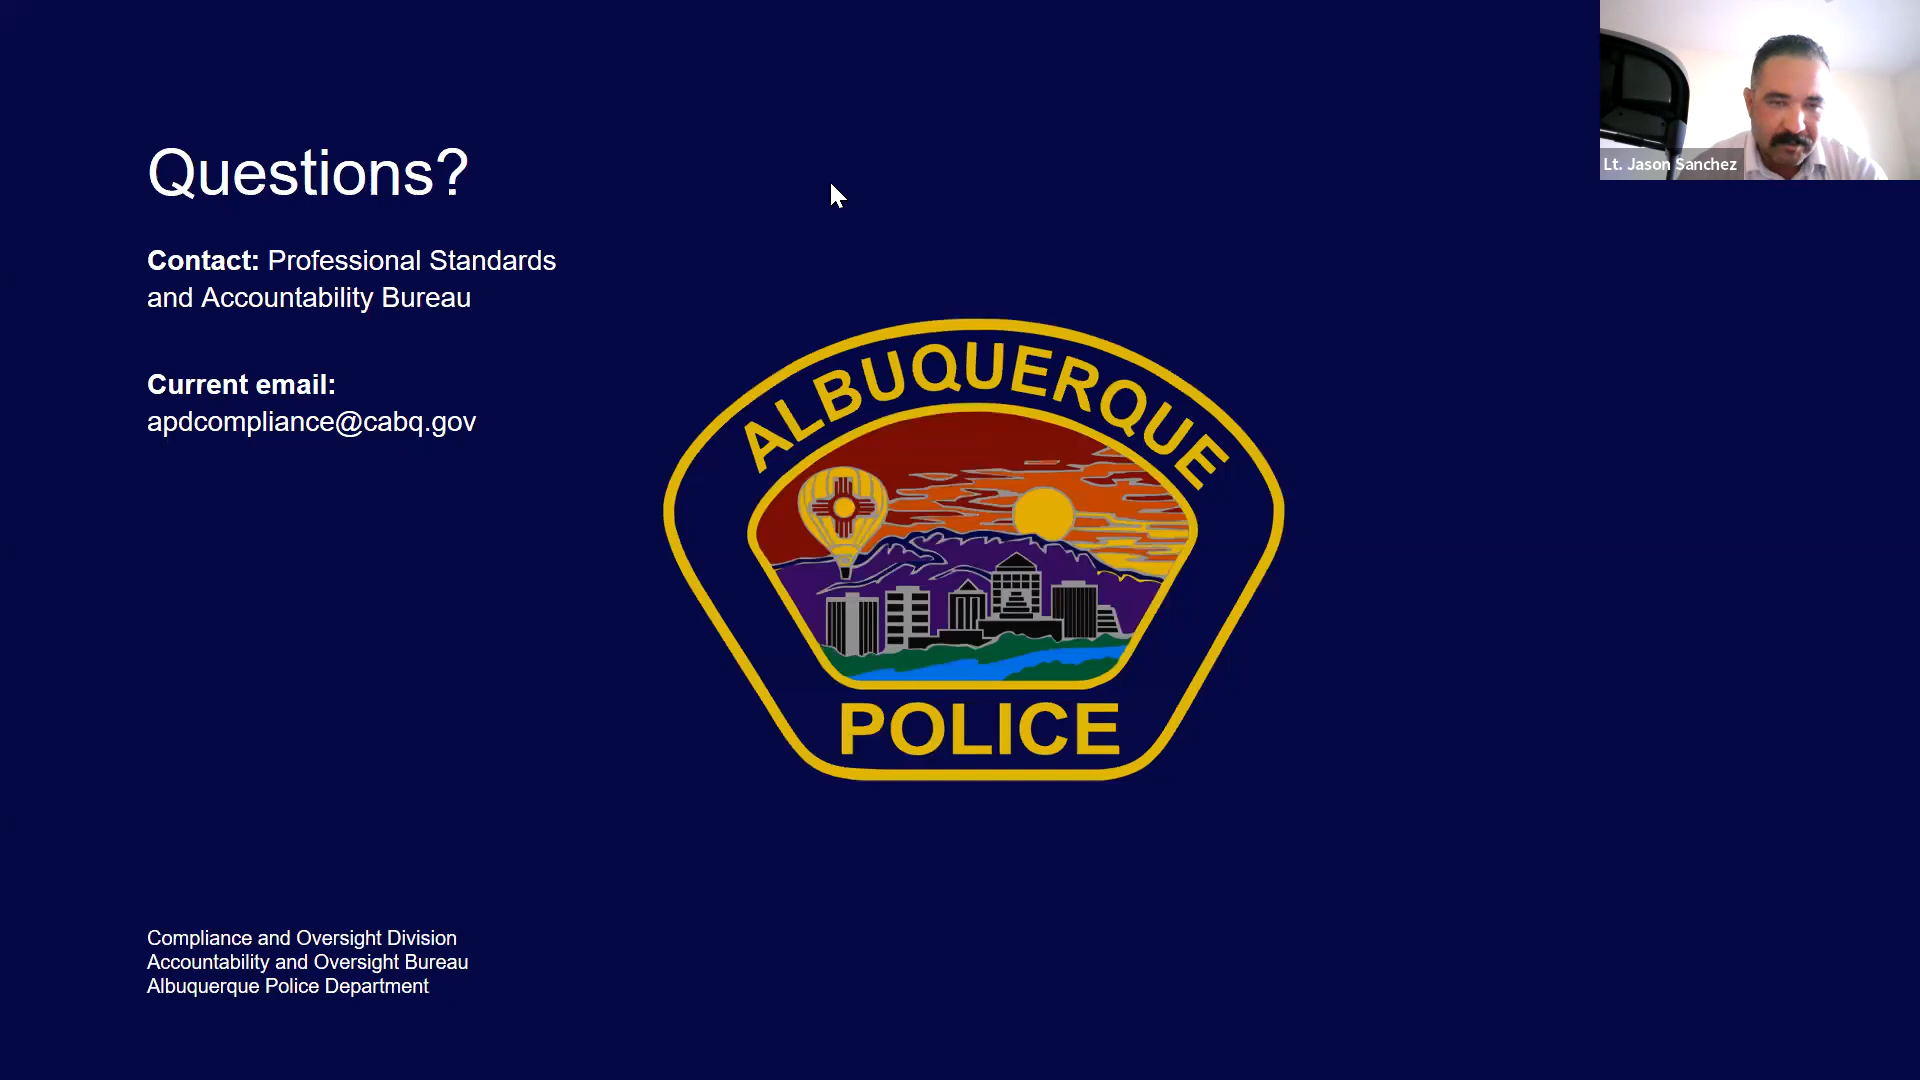 Questions?
Contact: Professional Standards
and Accountability Bureau
Current email:
apdcompliance@cabq.gov
Lt. Jason Sanchez
ALBUQUERQUE
POLICE
Compliance and Oversight Division
Accountability and Oversight Bureau
Albuquerque Police Department